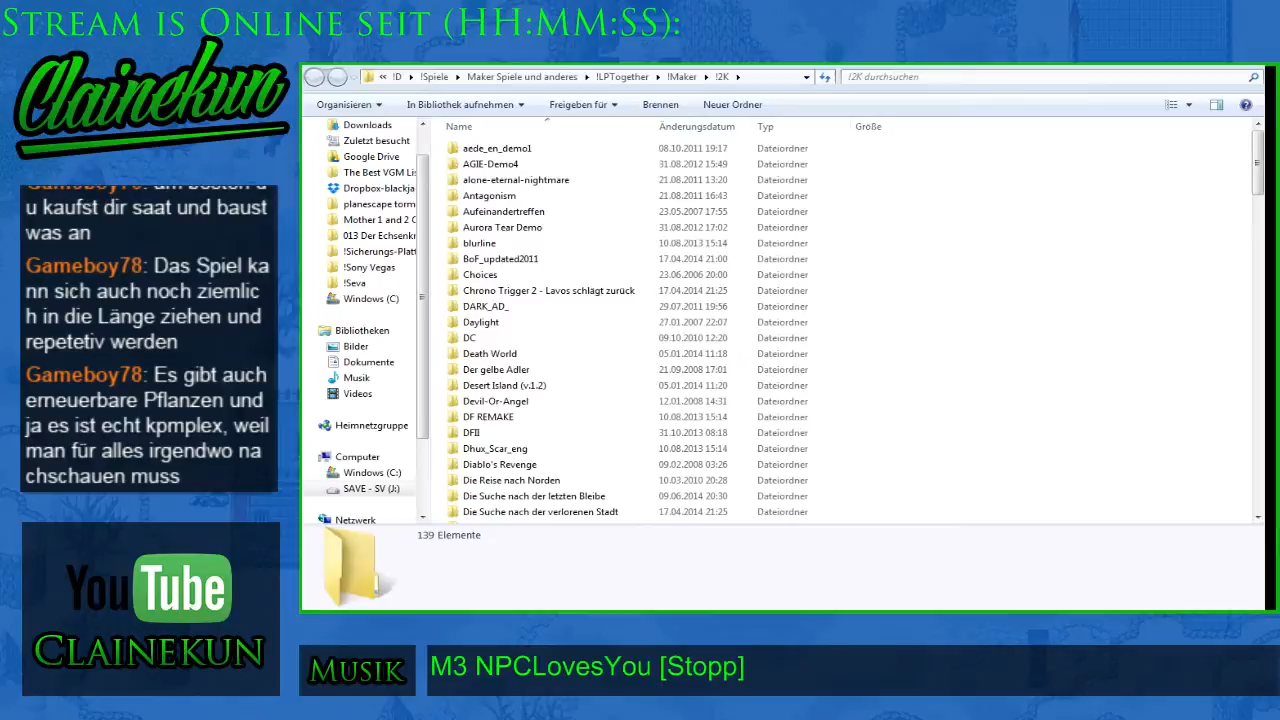 Stream is Online seit (HH:MM:SS):
Clainekun
u kaufst dir saat und baust
was an
Gameboy78: Das Spiel ka
nn sich auch noch ziemlic
h in die Länge ziehen und
repetetiv werden
Gameboy78: Es gibt auch
erneuerbare Pflanzen und
ja es ist echt kpmplex, weil
man für alles irgendwo na
chschauen muss
YouTube
Clainekun
« !D !Spiele Maker Spiele und anderes !LPTogether !Maker !2K
!2K durchsuchen
Organisieren In Bibliothek aufnehmen Freigeben für Brennen Neuer Ordner
Downloads
Zuletzt besucht
Google Drive
The Best VGM Lis
Dropbox-blackja
planescape torm
Mother 1 and 2 C
013 Der Echsenkr
!Sicherungs-Platt
!Sony Vegas
!Seva
Windows (C)
Bibliotheken
Bilder
Dokumente
Musik
Videos
Heimnetzgruppe
Computer
Windows (C:)
SAVE - SV (J:)
Netzwerk
Name Änderungsdatum Typ Größe
aede_en_demo1 08.10.2011 19:17 Dateiordner
AGIE-Demo4 31.08.2012 15:49 Dateiordner
alone-eternal-nightmare 21.08.2011 13:20 Dateiordner
Antagonism 21.08.2011 16:43 Dateiordner
Aufeinandertreffen 23.05.2007 17:55 Dateiordner
Aurora Tear Demo 31.08.2012 17:02 Dateiordner
blurline 10.08.2013 15:14 Dateiordner
BoF_updated2011 17.04.2014 21:00 Dateiordner
Choices 23.06.2006 20:00 Dateiordner
Chrono Trigger 2 - Lavos schlägt zurück 17.04.2014 21:25 Dateiordner
DARK_AD_ 29.07.2011 19:56 Dateiordner
Daylight 27.01.2007 22:07 Dateiordner
DC 09.10.2010 12:20 Dateiordner
Death World 05.01.2014 11:18 Dateiordner
Der gelbe Adler 21.09.2008 17:01 Dateiordner
Desert Island (v.1.2) 05.01.2014 11:20 Dateiordner
Devil-Or-Angel 12.01.2008 14:31 Dateiordner
DF REMAKE 10.08.2013 15:14 Dateiordner
DFII 31.10.2013 08:18 Dateiordner
Dhux_Scar_eng 10.08.2013 15:14 Dateiordner
Diablo's Revenge 09.02.2008 03:26 Dateiordner
Die Reise nach Norden 10.03.2010 20:28 Dateiordner
Die Suche nach der letzten Bleibe 09.06.2014 20:30 Dateiordner
Die Suche nach der verlorenen Stadt 17.04.2014 21:25 Dateiordner
139 Elemente
Musik
M3 NPCLovesYou [Stopp]